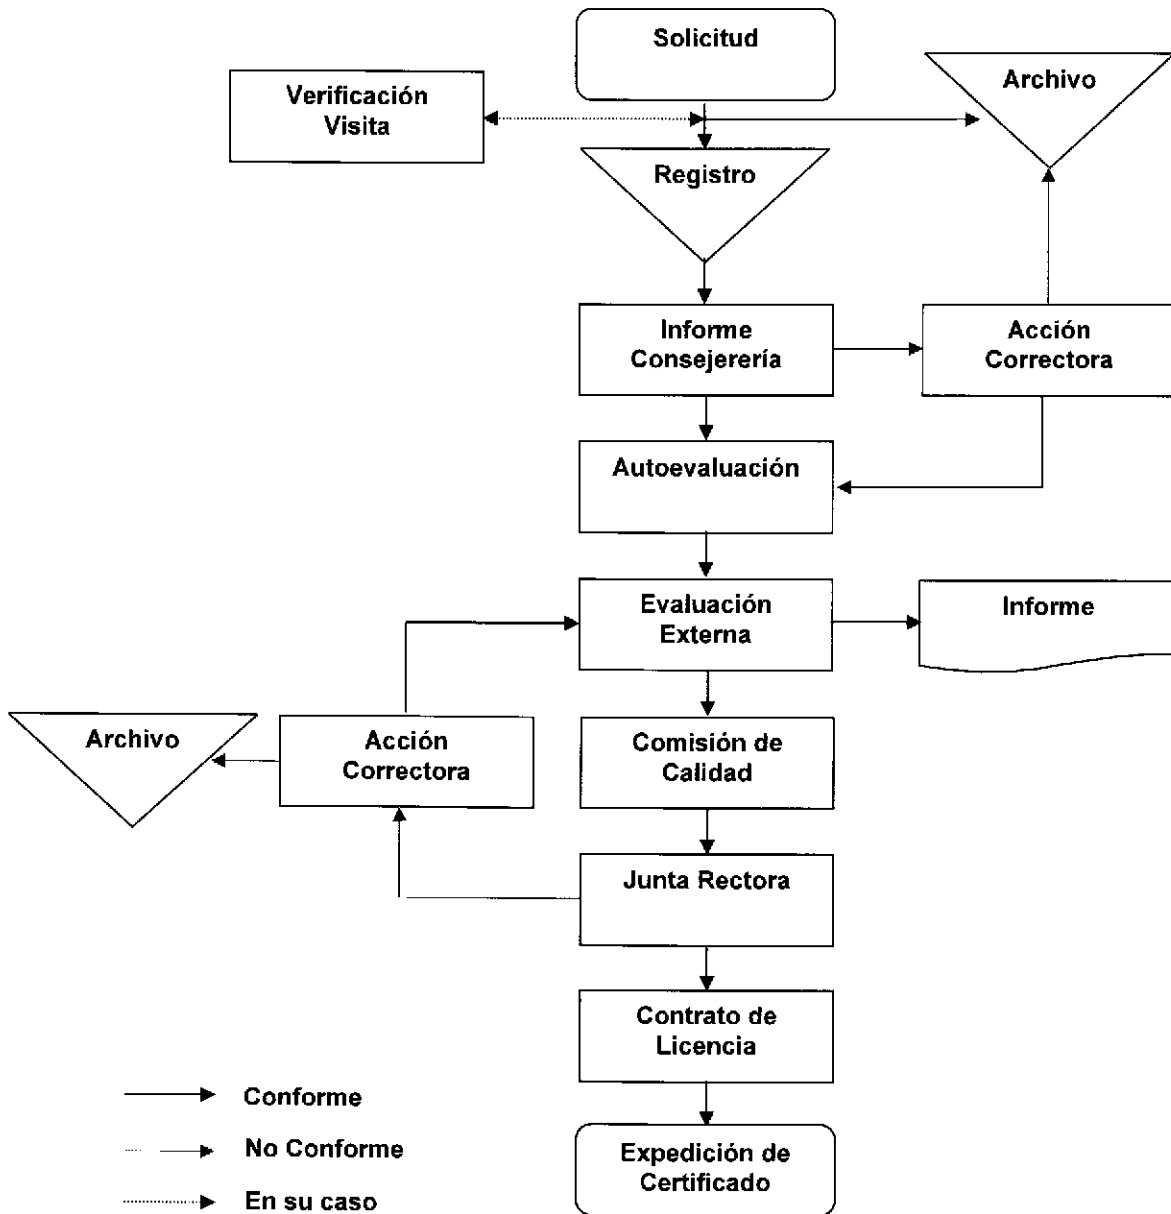 Solicitud
Archivo
Verificación
Visita
Registro
Informe
Consejerería
Acción
Correctora
Autoevaluación
Evaluación
Externa
Informe
Archivo
Acción
Correctora
Comisión de
Calidad
Junta Rectora
Contrato de
Licencia
Conforme
No Conforme
En su caso
Expedición de
Certificado